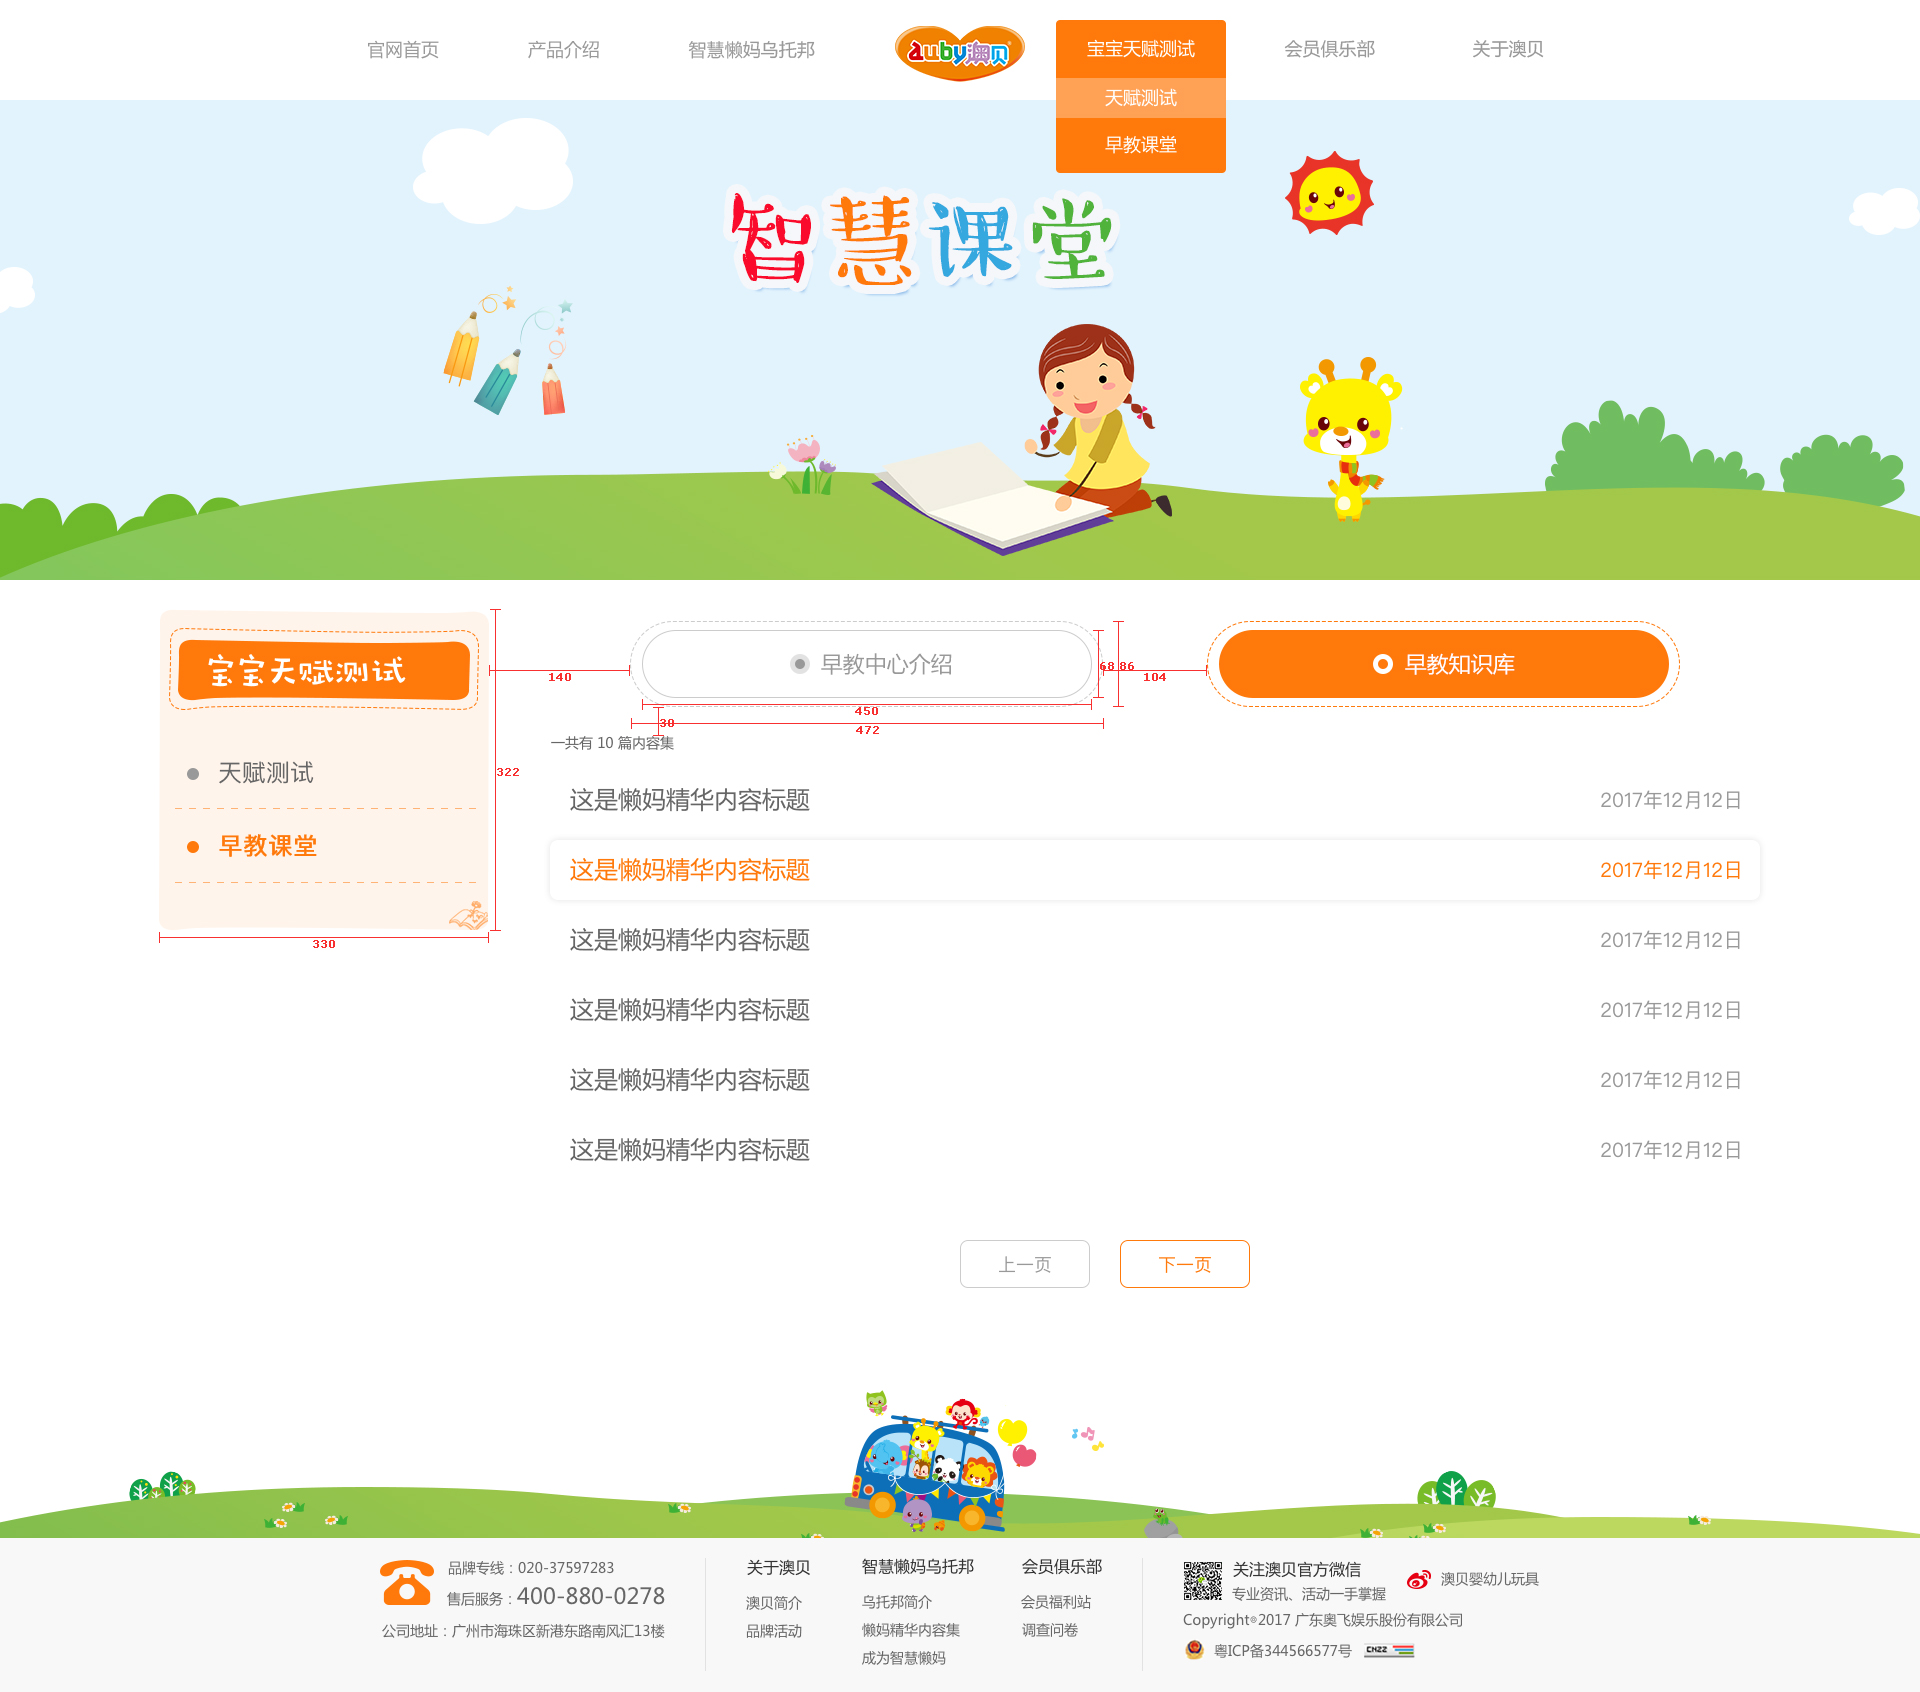 官网首页
产品介绍
智慧懒妈乌托邦
auby澳贝
宝宝天赋测试
会员俱乐部
关于澳贝
天赋测试
早教课堂
智慧课堂
宝宝天赋测试
天赋测试
早教课堂
322
330
140
早教中心介绍
68
86
104
早教知识库
450
472
30
一共有 10 篇内容集
这是懒妈精华内容标题 2017年12月12日
这是懒妈精华内容标题 2017年12月12日
这是懒妈精华内容标题 2017年12月12日
这是懒妈精华内容标题 2017年12月12日
这是懒妈精华内容标题 2017年12月12日
这是懒妈精华内容标题 2017年12月12日
上一页
下一页
品牌专线：020-37597283
售后服务：400-880-0278
公司地址：广州市海珠区新港东路南风汇13楼
关于澳贝
澳贝简介
品牌活动
智慧懒妈乌托邦
乌托邦简介
懒妈精华内容集
成为智慧懒妈
会员俱乐部
会员福利站
调查问卷
关注澳贝官方微信
专业资讯、活动一手掌握
澳贝婴幼儿玩具
Copyright®2017 广东奥飞娱乐股份有限公司
粤ICP备344566577号
CNZZ